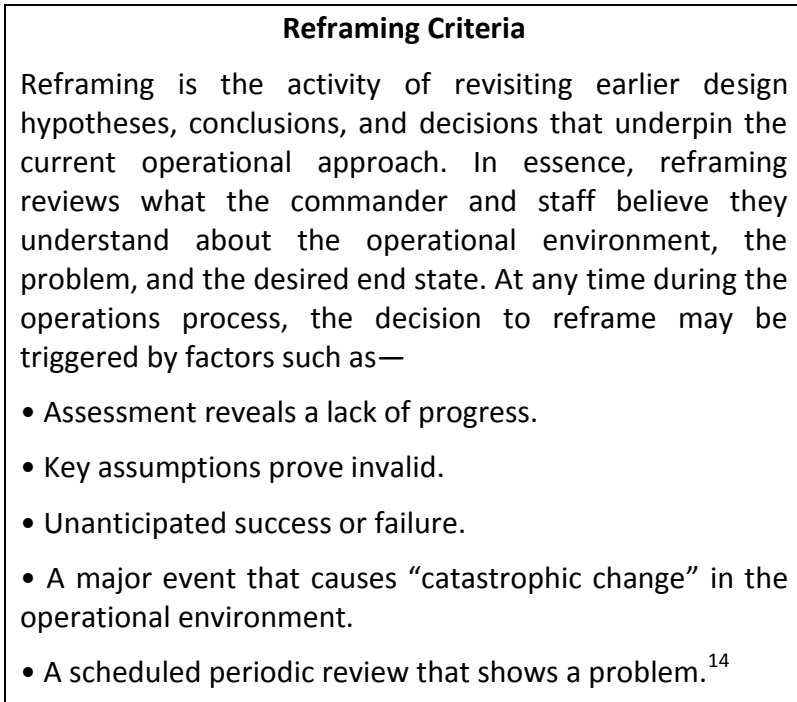 Reframing Criteria
Reframing is the activity of revisiting earlier design
hypotheses, conclusions, and decisions that underpin the
current operational approach. In essence, reframing
reviews what the commander and staff believe they
understand about the operational environment, the
problem, and the desired end state. At any time during the
operations process, the decision to reframe may be
triggered by factors such as—
• Assessment reveals a lack of progress.
• Key assumptions prove invalid.
• Unanticipated success or failure.
• A major event that causes “catastrophic change” in the
operational environment.
• A scheduled periodic review that shows a problem.14